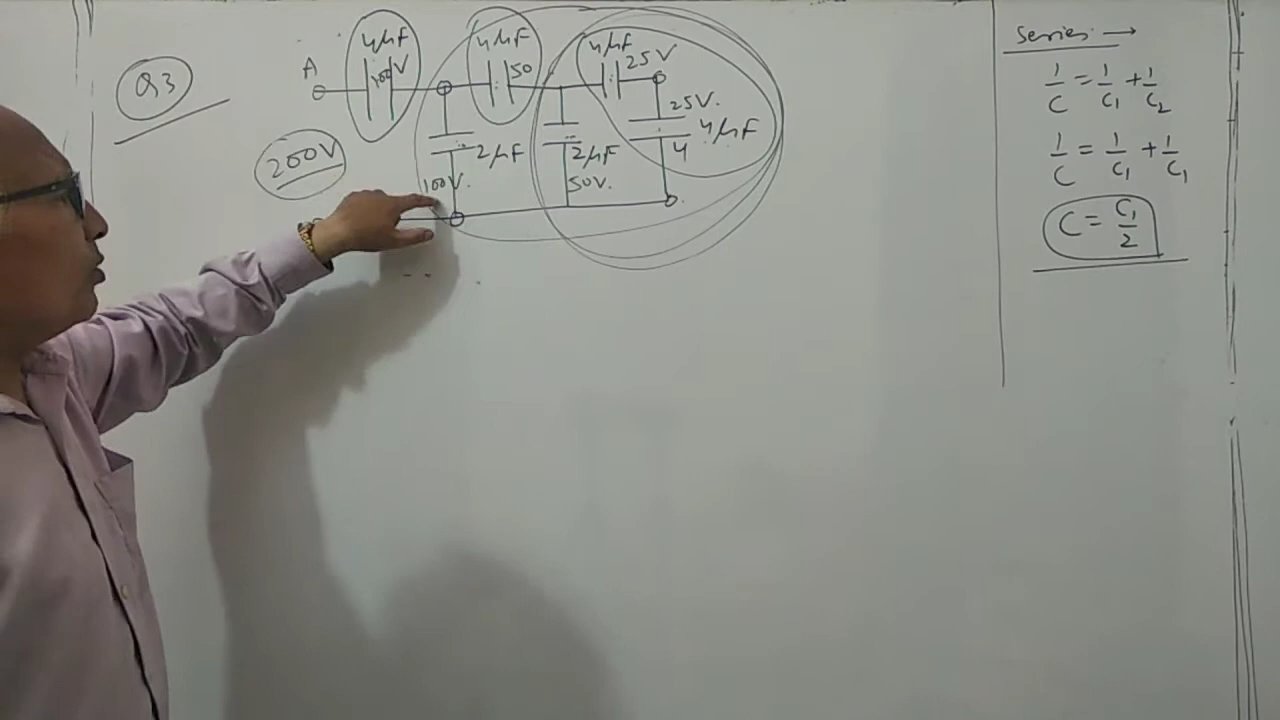 Q3
A
4μF
100V
4μF
50
4μF
25V
200V
2μF
100V.
2μF
50V.
25V.
4μF
4
Series →
1/C = 1/C₁ + 1/C₂
1/C = 1/C₁ + 1/C₁
C = C₁/2